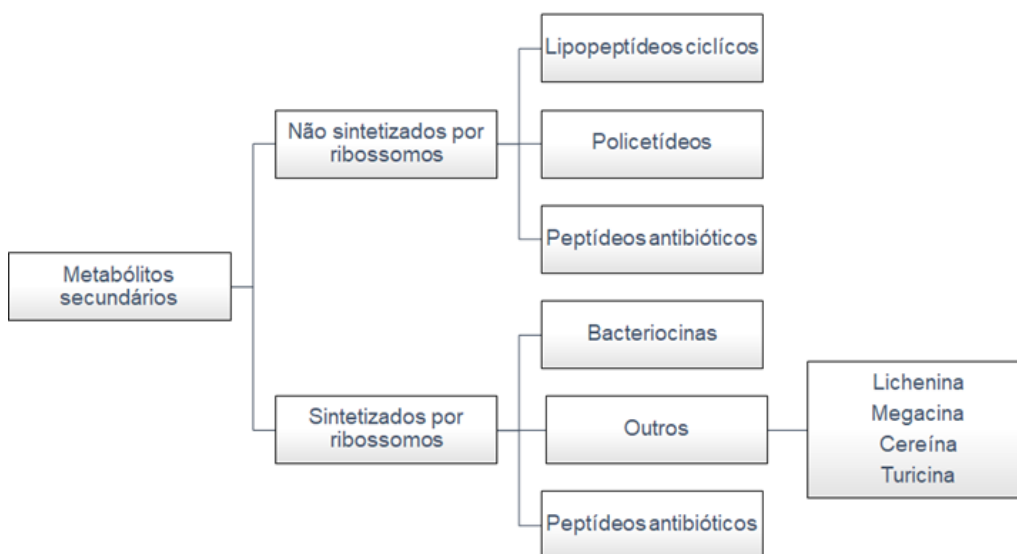 Lipopeptídeos ciclícos
Não sintetizados por
ribossomos
Policetídeos
Peptídeos antibióticos
Metabólitos
secundários
Bacteriocinas
Sintetizados por
ribossomos
Outros
Lichenina
Megacina
Cereína
Turicina
Peptídeos antibióticos